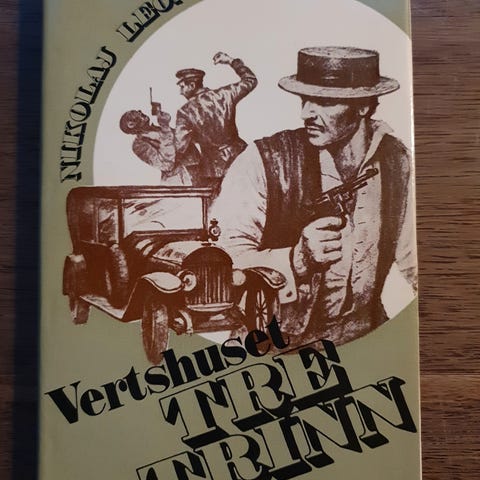 NIKOLAJ
Vertshuset
TRE
TRINN